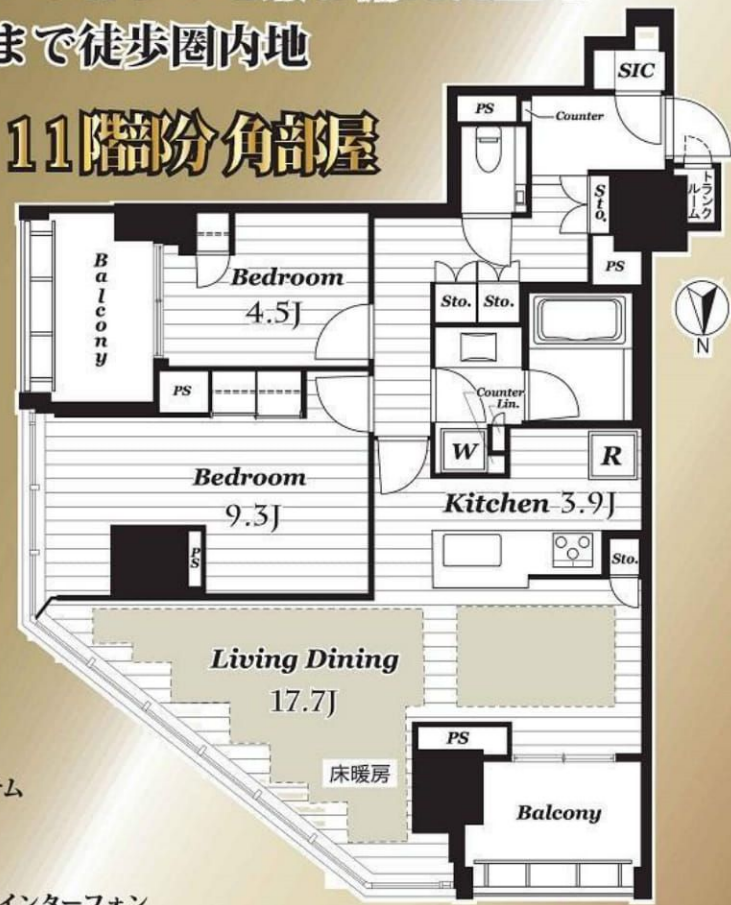 まで徒歩圏内地
11階部分 角部屋
SIC
PS
Counter
トランク
ルーム
Sto.
PS
Balcony
Bedroom
4.5J
Sto.
Sto.
N
PS
Counter
Lin.
W
R
Bedroom
9.3J
Kitchen 3.9J
PS
Sto.
Living Dining
17.7J
PS
床暖房
Balcony
インターフォン